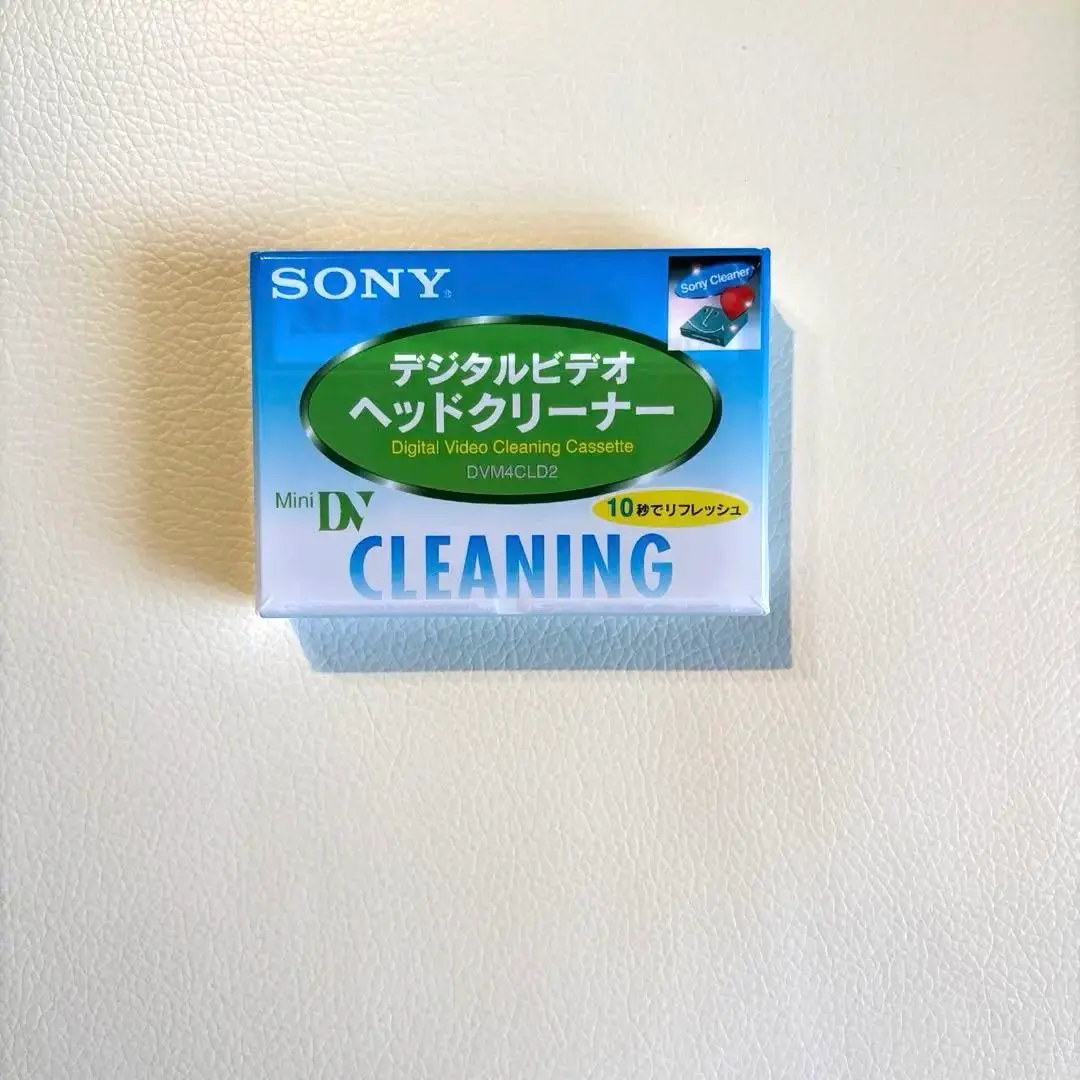 SONY®
Sony Cleaner
デジタルビデオ
ヘッドクリーナー
Digital Video Cleaning Cassette
DVM4CLD2
Mini DV
10秒でリフレッシュ
CLEANING